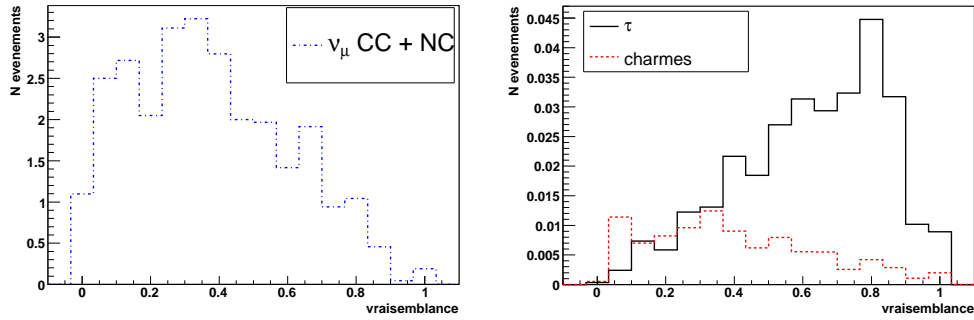 N evenements
3
2.5
2
1.5
1
0.5
0
ν_μ CC + NC
0 0.2 0.4 0.6 0.8 1
vraisemblance
N evenements
0.045
0.04
0.035
0.03
0.025
0.02
0.015
0.01
0.005
0
τ
charmes
0 0.2 0.4 0.6 0.8 1
vraisemblance